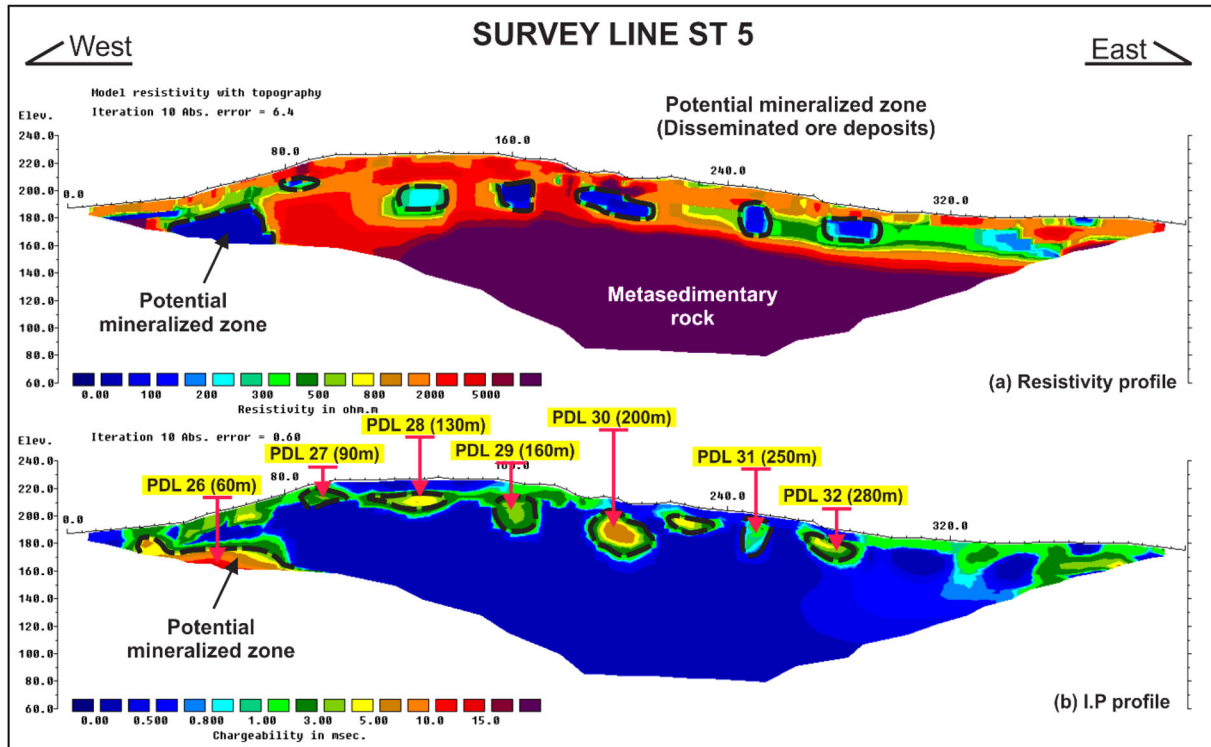 SURVEY LINE ST 5
West
East
Model resistivity with topography
Iteration 10 Abs. error = 6.4
Potential mineralized zone
(Disseminated ore deposits)
Elev.
240.0
220.0
200.0
180.0
160.0
140.0
120.0
100.0
80.0
60.0
0.0
80.0
160.0
240.0
320.0
Potential
mineralized zone
Metasedimentary
rock
0.00 100 200 300 500 800 2000 5000
Resistivity in ohm.m
(a) Resistivity profile
Iteration 10 Abs. error = 0.60
Elev.
240.0
220.0
200.0
180.0
160.0
140.0
120.0
100.0
80.0
60.0
PDL 26 (60m)
PDL 27 (90m)
PDL 28 (130m)
PDL 29 (160m)
PDL 30 (200m)
PDL 31 (250m)
PDL 32 (280m)
0.0
80.0
240.0
320.0
Potential
mineralized zone
0.00 0.500 0.800 1.00 3.00 5.00 10.0 15.0
Chargeability in msec.
(b) I.P profile